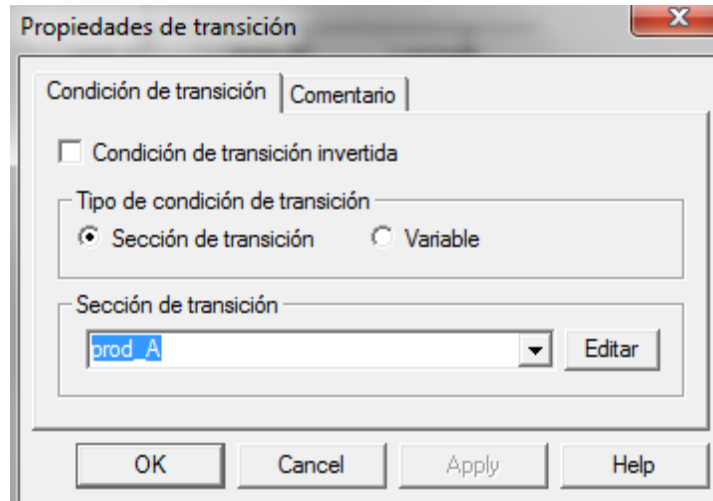 Propiedades de transición
Condición de transición Comentario
Condición de transición invertida
Tipo de condición de transición
Sección de transición Variable
Sección de transición
prod_A Editar
OK Cancel Apply Help